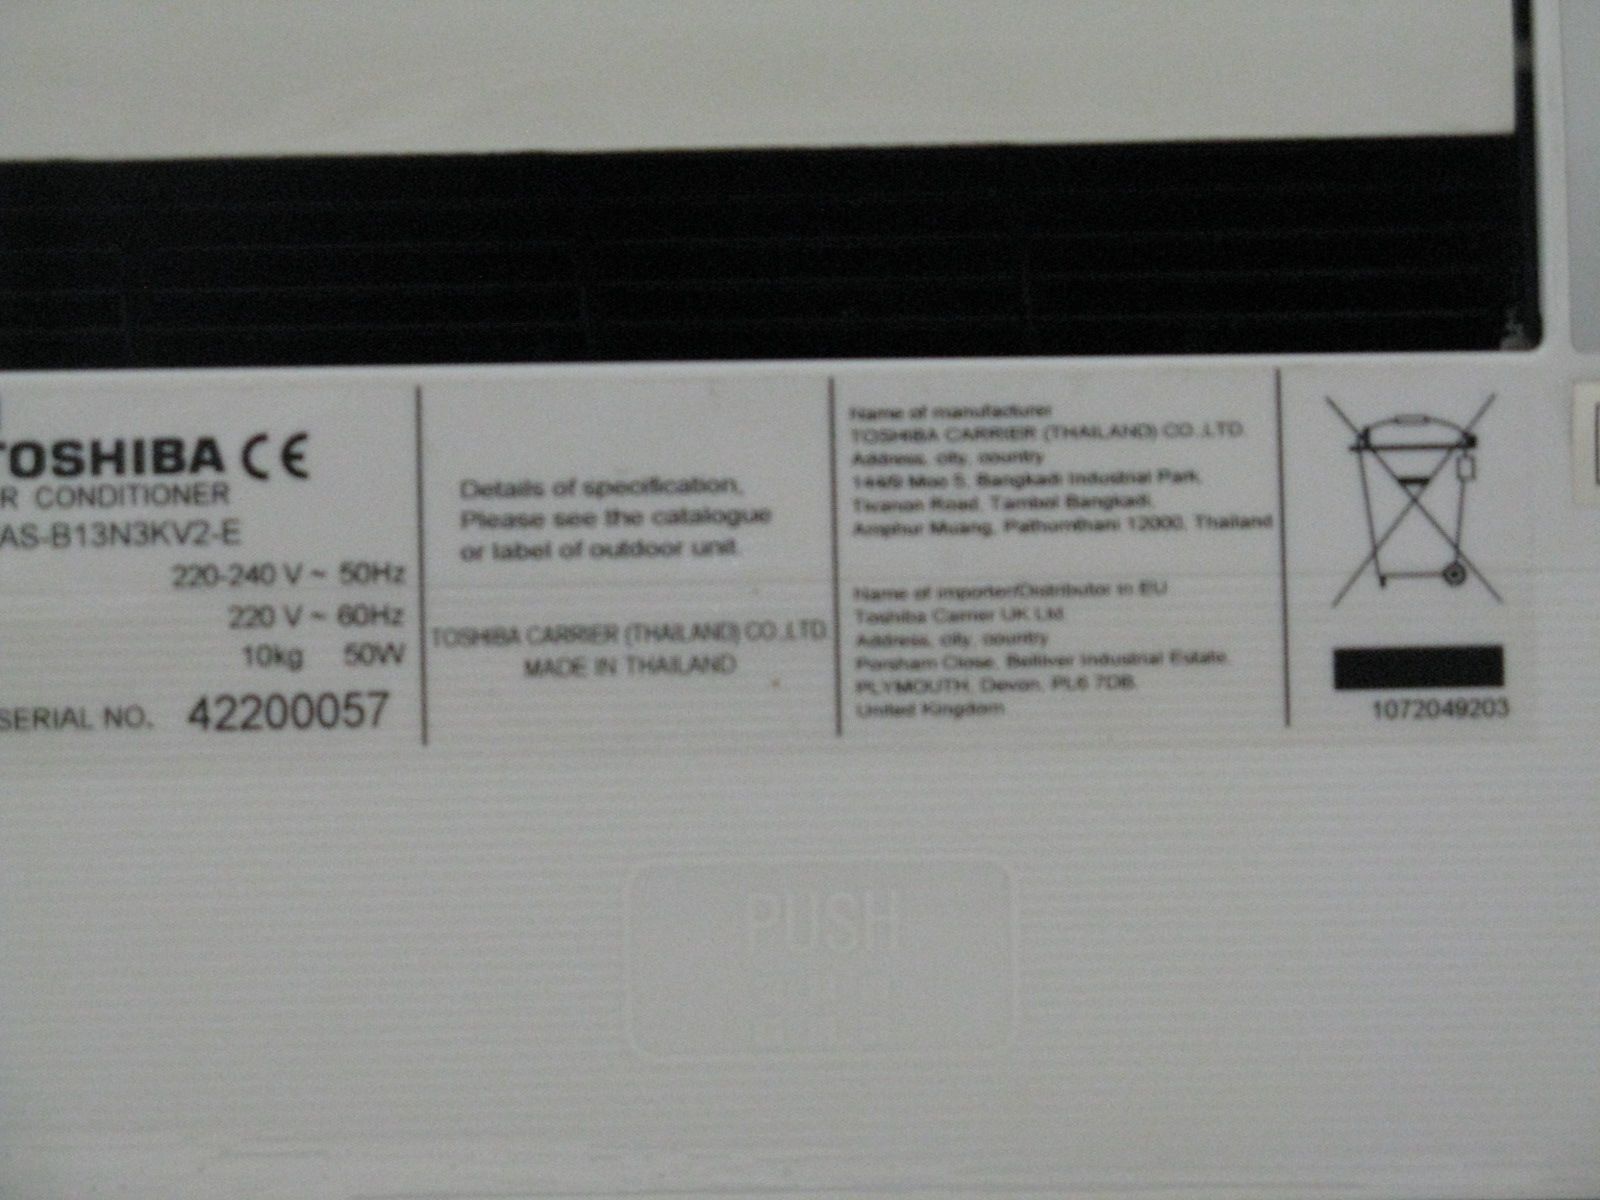 TOSHIBA CE
R CONDITIONER
AS-B13N3KV2-E
220-240 V ~ 50Hz
220 V ~ 60Hz
10kg 50W
SERIAL NO. 42200057
Details of specification,
Please see the catalogue
or label of outdoor unit.
TOSHIBA CARRIER (THAILAND) CO.,LTD.
MADE IN THAILAND
Name of manufacturer
TOSHIBA CARRIER (THAILAND) CO.,LTD.
Address, city, country
144/9 Moo 5, Bangkadi Industrial Park,
Tivanon Road, Tambol Bangkadi,
Amphur Muang, Pathumthani 12000, Thailand
Name of importer/Distributor in EU
Toshiba Carrier UK Ltd.
Address, city, country
Porsham Close, Belliver Industrial Estate,
PLYMOUTH, Devon, PL6 7DB.
United Kingdom
1072049203
PUSH